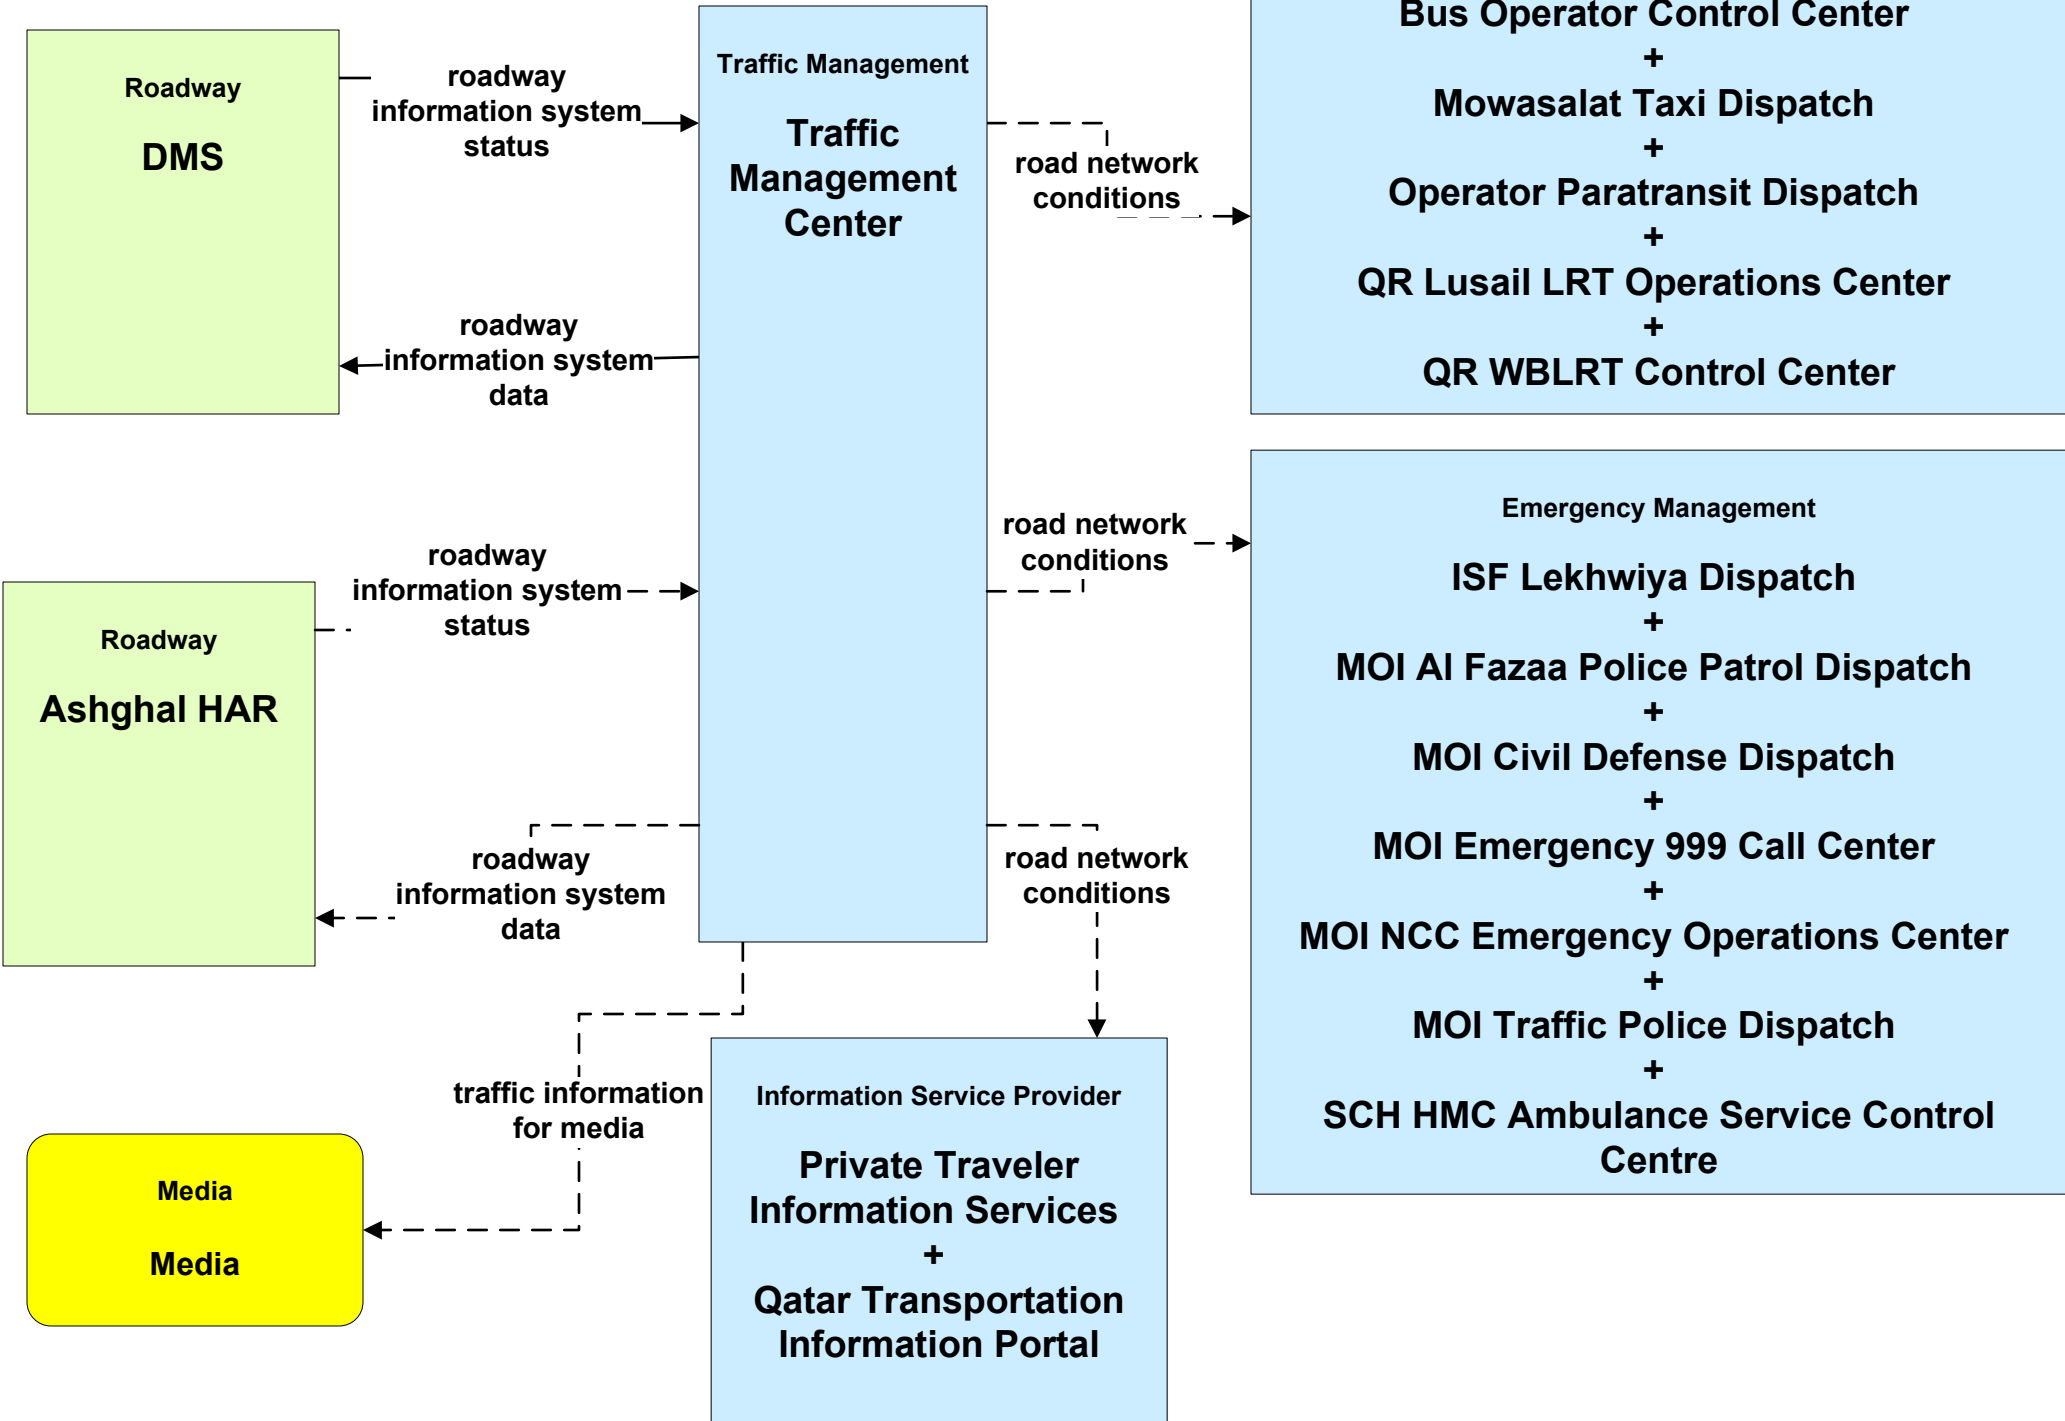 Roadway
DMS
roadway
information system
status
roadway
information system
data
Traffic Management
Traffic
Management
Center
road network
conditions
Bus Operator Control Center
+
Mowasalat Taxi Dispatch
+
Operator Paratransit Dispatch
+
QR Lusail LRT Operations Center
+
QR WBLRT Control Center
Roadway
Ashghal HAR
roadway
information system
status
roadway
information system
data
road network
conditions
Emergency Management
ISF Lekhwiya Dispatch
+
MOI Al Fazaa Police Patrol Dispatch
+
MOI Civil Defense Dispatch
+
MOI Emergency 999 Call Center
+
MOI NCC Emergency Operations Center
+
MOI Traffic Police Dispatch
+
SCH HMC Ambulance Service Control
Centre
road network
conditions
traffic information
for media
Media
Media
Information Service Provider
Private Traveler
Information Services
+
Qatar Transportation
Information Portal